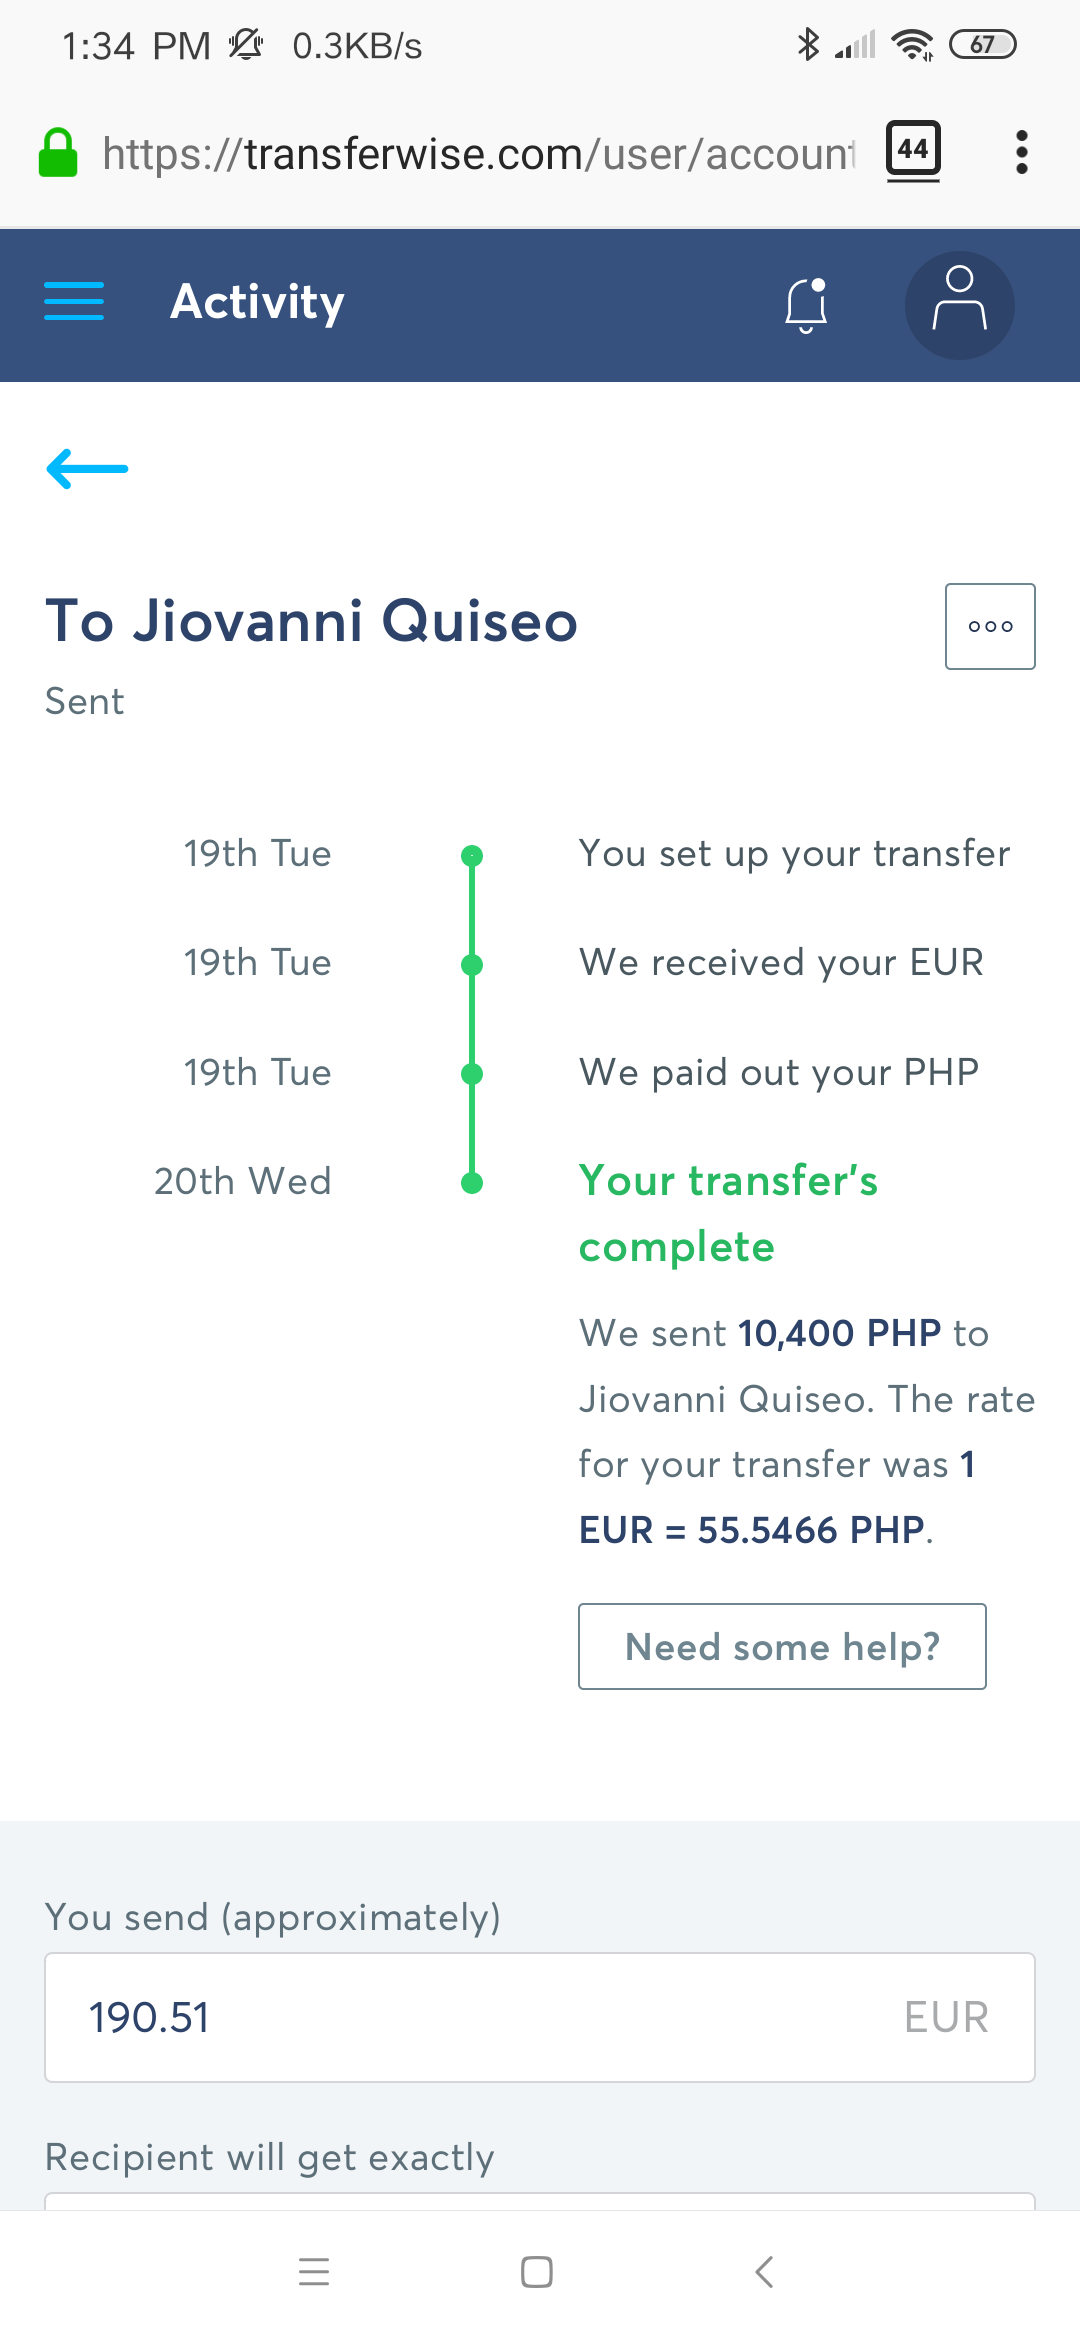 1:34 PM 0.3KB/s 67
https://transferwise.com/user/account 44
Activity
To Jiovanni Quiseo
Sent
19th Tue You set up your transfer
19th Tue We received your EUR
19th Tue We paid out your PHP
20th Wed Your transfer's
complete
We sent 10,400 PHP to
Jiovanni Quiseo. The rate
for your transfer was 1
EUR = 55.5466 PHP.
Need some help?
You send (approximately)
190.51 EUR
Recipient will get exactly